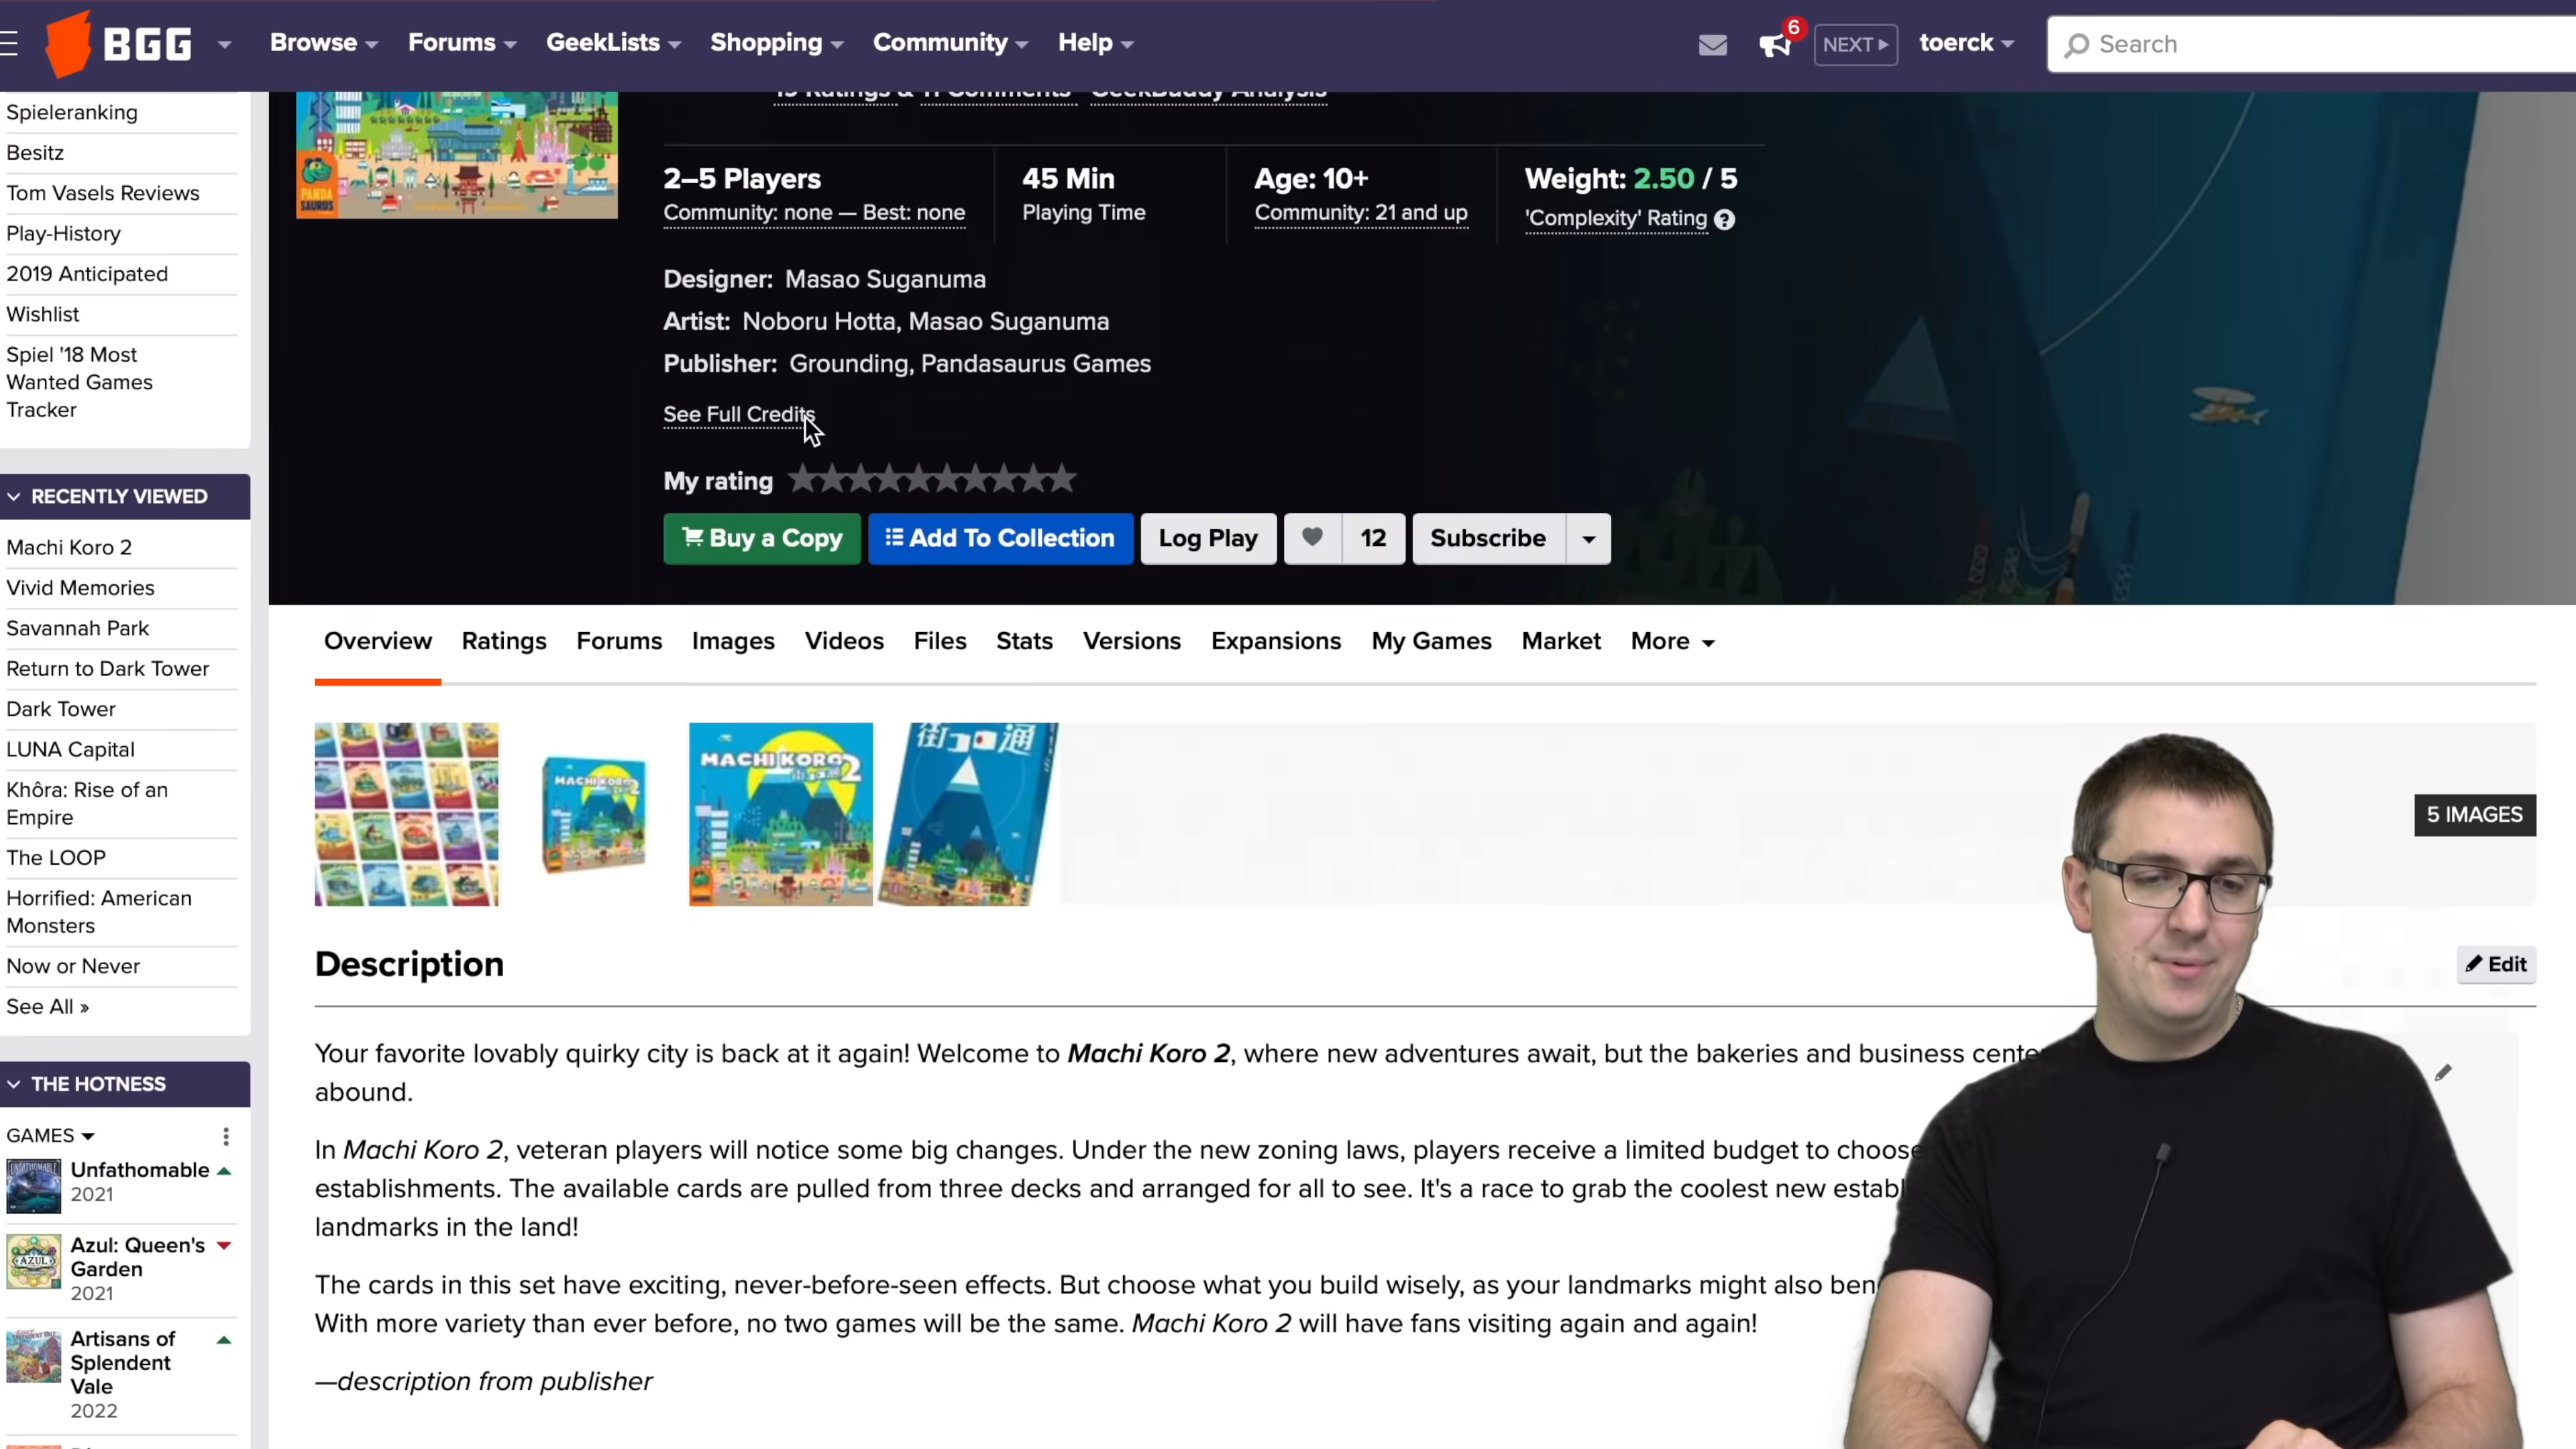 BGG
Browse Forums GeekLists Shopping Community Help
6
NEXT toerck Search
Spieleranking
Besitz
Tom Vasels Reviews
Play-History
2019 Anticipated
Wishlist
Spiel '18 Most
Wanted Games
Tracker
RECENTLY VIEWED
Machi Koro 2
Vivid Memories
Savannah Park
Return to Dark Tower
Dark Tower
LUNA Capital
Khôra: Rise of an
Empire
The LOOP
Horrified: American
Monsters
Now or Never
See All »
THE HOTNESS
GAMES
Unfathomable
2021
Azul: Queen's
Garden
2021
Artisans of
Splendent
Vale
2022
PANDA
SAURUS
Ratings & 11 Comments GeekBuddy Analysis
2–5 Players
Community: none — Best: none
45 Min
Playing Time
Age: 10+
Community: 21 and up
Weight: 2.50 / 5
'Complexity' Rating ?
Designer: Masao Suganuma
Artist: Noboru Hotta, Masao Suganuma
Publisher: Grounding, Pandasaurus Games
See Full Credits
My rating
Buy a Copy Add To Collection Log Play 12 Subscribe
Overview Ratings Forums Images Videos Files Stats Versions Expansions My Games Market More
MACHI KORO 2
MACHI KORO 2
5 IMAGES
Description
Edit
Your favorite lovably quirky city is back at it again! Welcome to Machi Koro 2, where new adventures await, but the bakeries and business cente
abound.
In Machi Koro 2, veteran players will notice some big changes. Under the new zoning laws, players receive a limited budget to choose
establishments. The available cards are pulled from three decks and arranged for all to see. It's a race to grab the coolest new establ
landmarks in the land!
The cards in this set have exciting, never-before-seen effects. But choose what you build wisely, as your landmarks might also ben
With more variety than ever before, no two games will be the same. Machi Koro 2 will have fans visiting again and again!
—description from publisher